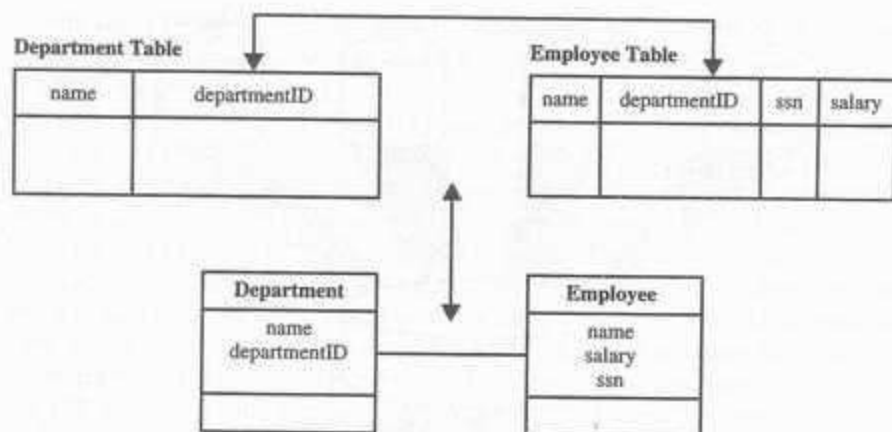 Department Table
name departmentID
Employee Table
name departmentID ssn salary
Department
name
departmentID
Employee
name
salary
ssn